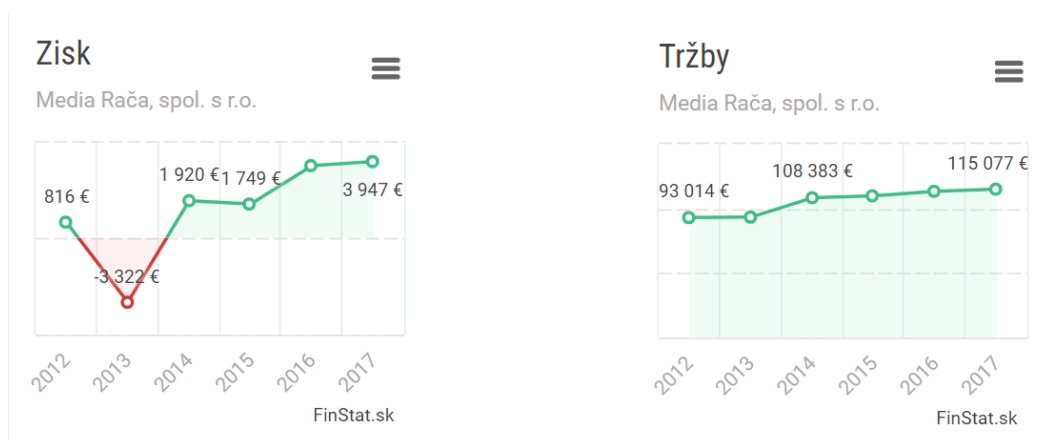 Zisk
Media Rača, spol. s r.o.
816 €
-3 322 €
1 920 €
1 749 €
3 947 €
2012
2013
2014
2015
2016
2017
FinStat.sk
Tržby
Media Rača, spol. s r.o.
93 014 €
108 383 €
115 077 €
2012
2013
2014
2015
2016
2017
FinStat.sk